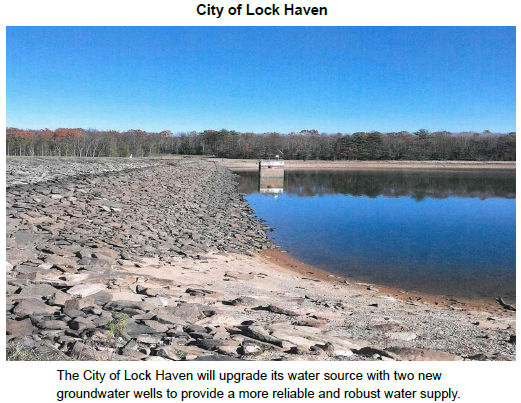 City of Lock Haven
The City of Lock Haven will upgrade its water source with two new
groundwater wells to provide a more reliable and robust water supply.